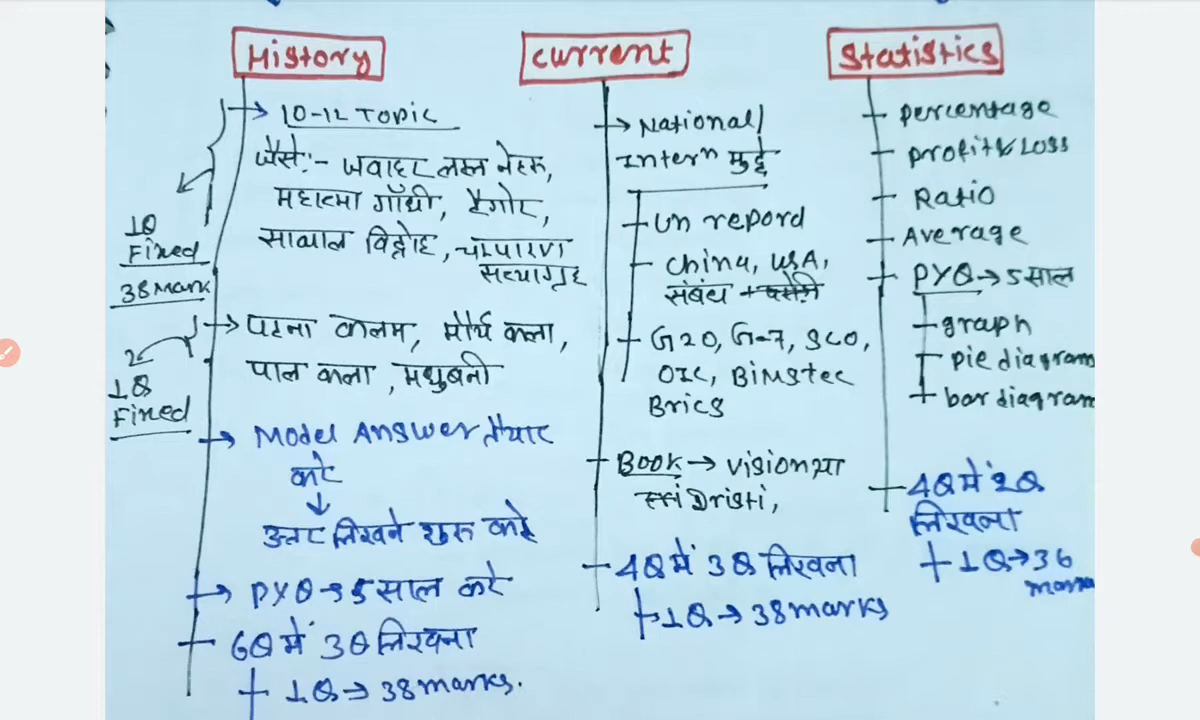 History
10-12 Topic
जैसे:- जवाहर लाल नेहरू,
महात्मा गाँधी, टैगोर,
विद्रोह, चम्पारण
सत्याग्रह
1Q
Fixed
38 Mark
पटना कलम, मौर्य कला,
पाल कला, मधुबनी
1Q
Fixed
Model Answer तैयार
करे
उत्तर लिखने शुरू करे
PYQ → 5 साल करे
6Q में 3Q लिखना
1Q → 38 marks.
Current
→ National/
Intern मुद्दे
Un repord
China, USA,
संबंध +
G20, G-7, SCO,
OIC, Bimstec
Brics
Book → vision
Dristi,
4Q में 3Q लिखना
1Q → 38 marks
Statistics
percentage
profit & Loss
Ratio
Average
PYQ → 5 साल
graph
pie diagram
bar diagram
4Q में 2Q
लिखना
1Q → 36